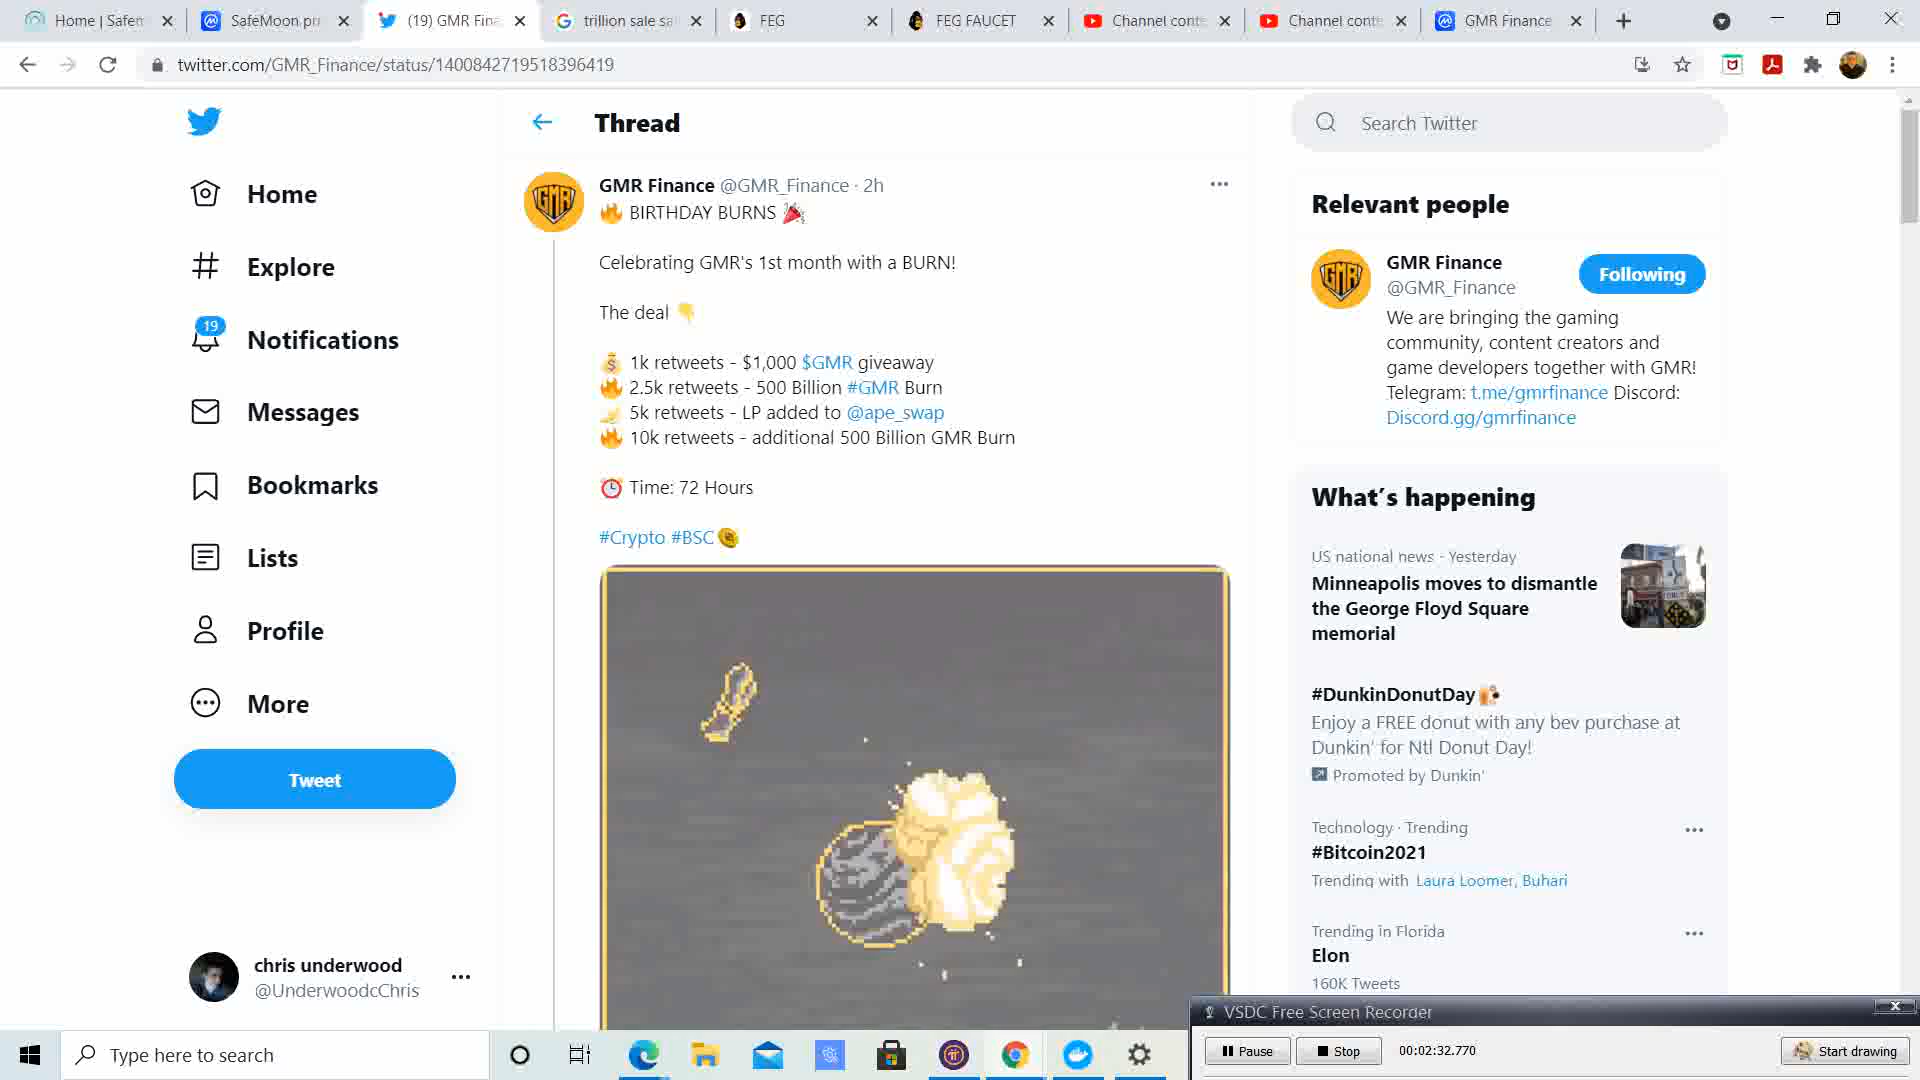 Home | Safem
SafeMoon pri
(19) GMR Fina
trillion sale sa
FEG
FEG FAUCET
Channel conte
Channel conte
GMR Finance
twitter.com/GMR_Finance/status/1400842719518396419
Home
Explore
19
Notifications
Messages
Bookmarks
Lists
Profile
More
Tweet
chris underwood
@UnderwoodcChris
Thread
GMR Finance @GMR_Finance · 2h
🔥 BIRTHDAY BURNS 🎉
Celebrating GMR's 1st month with a BURN!
The deal 👇
💰 1k retweets - $1,000 $GMR giveaway
🔥 2.5k retweets - 500 Billion #GMR Burn
🍌 5k retweets - LP added to @ape_swap
🔥 10k retweets - additional 500 Billion GMR Burn
⏰ Time: 72 Hours
#Crypto #BSC
GMR
Search Twitter
Relevant people
GMR
GMR Finance
@GMR_Finance
Following
We are bringing the gaming
community, content creators and
game developers together with GMR!
Telegram: t.me/gmrfinance Discord:
Discord.gg/gmrfinance
What's happening
US national news · Yesterday
Minneapolis moves to dismantle
the George Floyd Square
memorial
#DunkinDonutDay
Enjoy a FREE donut with any bev purchase at
Dunkin' for Ntl Donut Day!
Promoted by Dunkin'
Technology · Trending
#Bitcoin2021
Trending with Laura Loomer, Buhari
Trending in Florida
Elon
160K Tweets
VSDC Free Screen Recorder
Pause
Stop
00:02:32.770
Start drawing
Type here to search